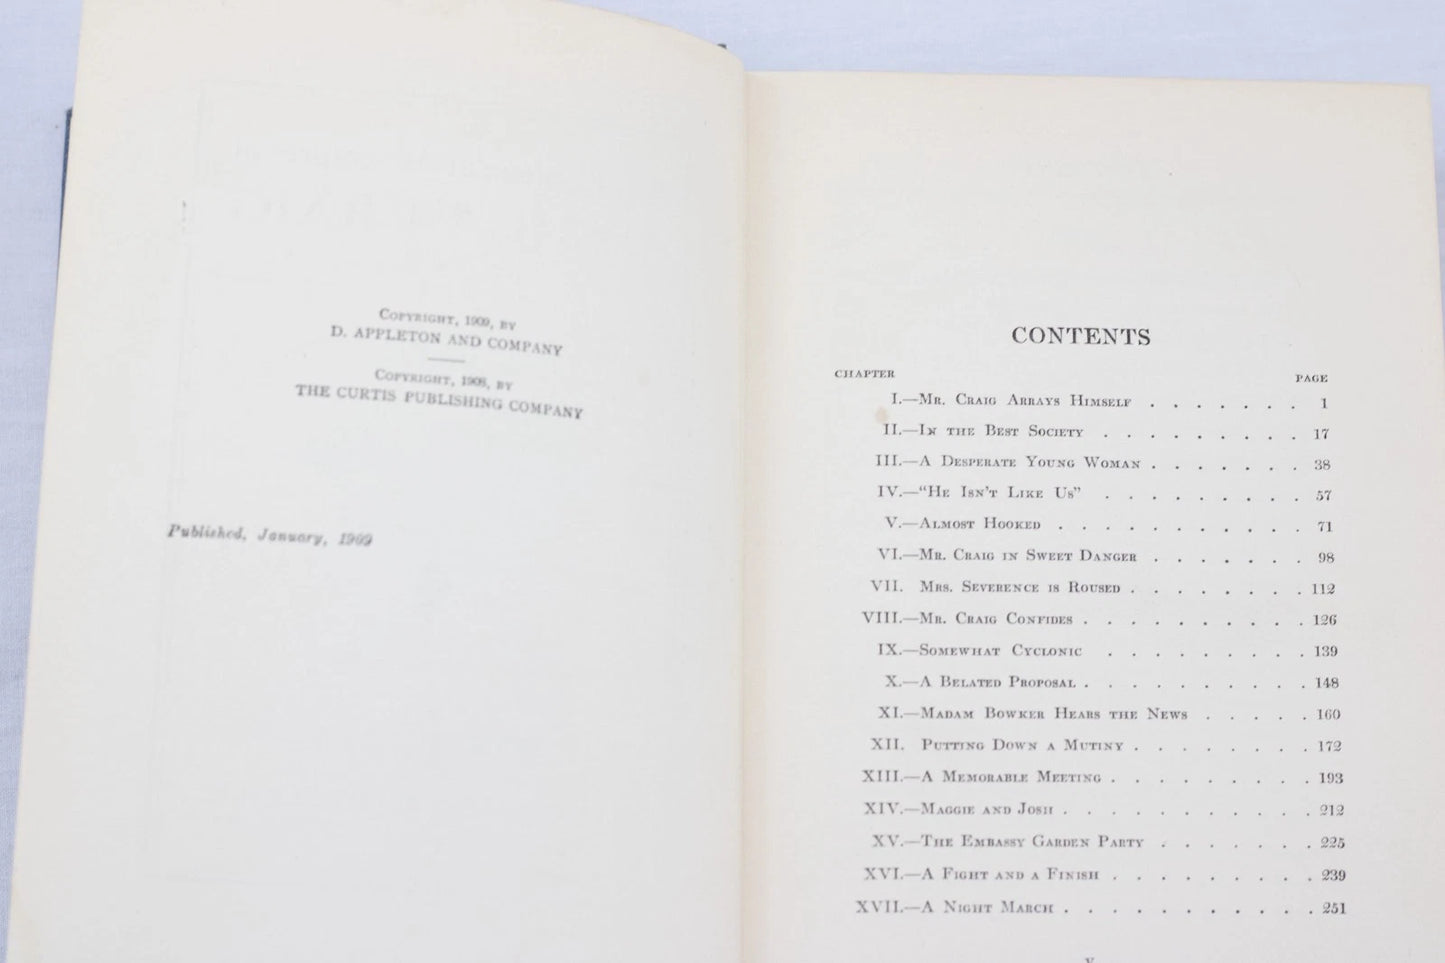 COPYRIGHT, 1909, BY
D. APPLETON AND COMPANY
COPYRIGHT, 1908, BY
THE CURTIS PUBLISHING COMPANY
Published, January, 1909
CONTENTS
CHAPTER PAGE
I.—MR. CRAIG ARRAYS HIMSELF . . . . . . . 1
II.—IN THE BEST SOCIETY . . . . . . . . . 17
III.—A DESPERATE YOUNG WOMAN . . . . . . . 38
IV.—"HE ISN'T LIKE US" . . . . . . . . . 57
V.—ALMOST HOOKED . . . . . . . . . . . 71
VI.—MR. CRAIG IN SWEET DANGER . . . . . . . 98
VII. MRS. SEVERENCE IS ROUSED . . . . . . . . 112
VIII.—MR. CRAIG CONFIDES . . . . . . . . . . 126
IX.—SOMEWHAT CYCLONIC . . . . . . . . . 139
X.—A BELATED PROPOSAL . . . . . . . . . . 148
XI.—MADAM BOWKER HEARS THE NEWS . . . . . 160
XII. PUTTING DOWN A MUTINY . . . . . . . . 172
XIII.—A MEMORABLE MEETING . . . . . . . . . 193
XIV.—MAGGIE AND JOSH . . . . . . . . . . . 212
XV.—THE EMBASSY GARDEN PARTY . . . . . . . 225
XVI.—A FIGHT AND A FINISH . . . . . . . . . 239
XVII.—A NIGHT MARCH . . . . . . . . . . . 251
v